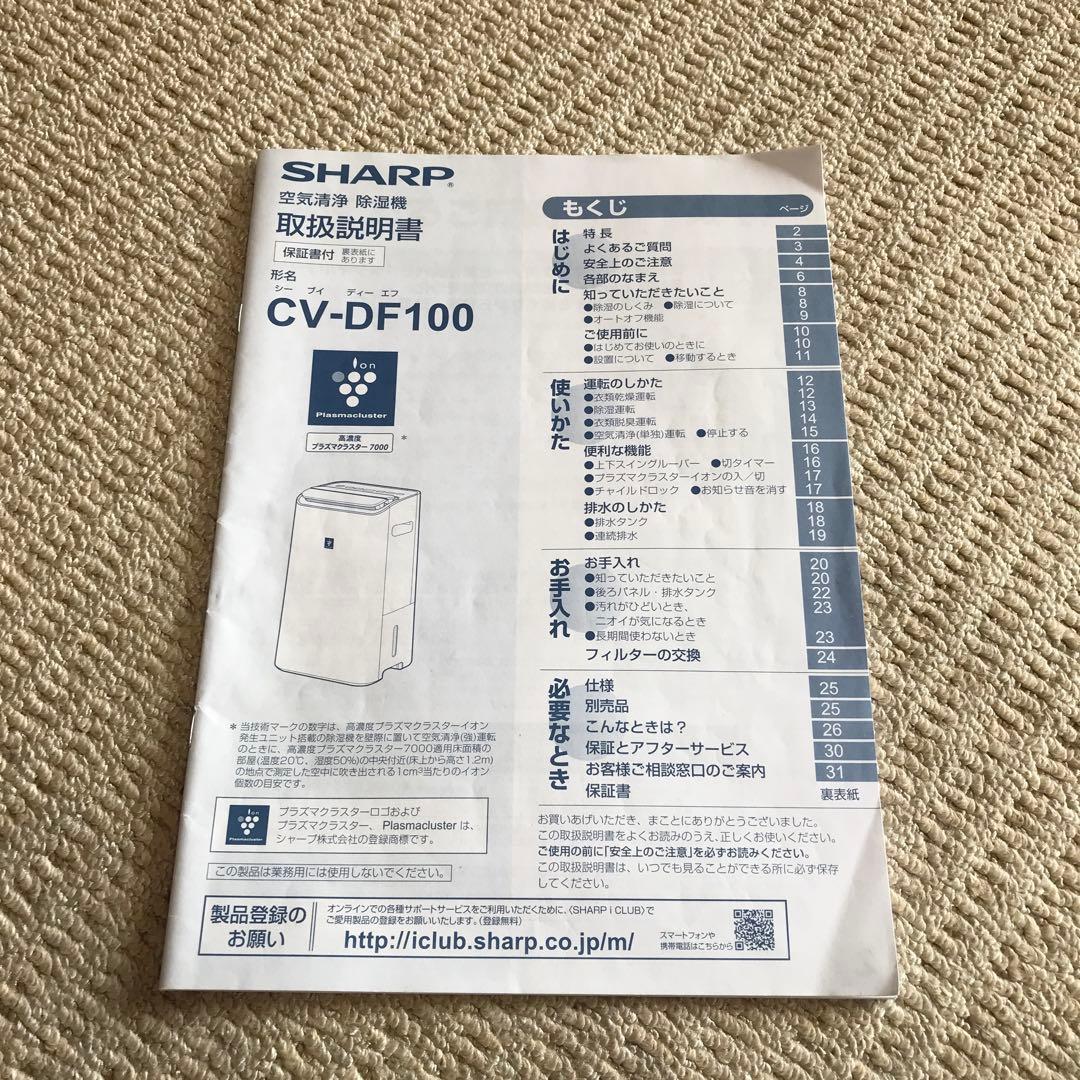 SHARP®
空気清浄 除湿機
取扱説明書
保証書付 裏表紙に
あります
形名
シー ブイ ディー エフ
CV-DF100
Ion
Plasmacluster
高濃度
プラズマクラスター 7000
*
* 当技術マークの数字は、高濃度プラズマクラスターイオン
発生ユニット搭載の除湿機を壁際に置いて空気清浄(強)運転
のときに、高濃度プラズマクラスター7000適用床面積の
部屋(温度20℃、湿度50%)の中央付近(床上から高さ1.2m)
の地点で測定した空中に吹き出される1cm³当たりのイオン
個数の目安です。
Ion
Plasmacluster
プラズマクラスターロゴおよび
プラズマクラスター、Plasmacluster は、
シャープ株式会社の登録商標です。
この製品は業務用には使用しないでください。
もくじ ページ
はじめに
特長 2
よくあるご質問 3
安全上のご注意 4
各部のなまえ 6
知っていただきたいこと 8
●除湿のしくみ ●除湿について 8
●オートオフ機能 9
ご使用前に 10
●はじめてお使いのときに 10
●設置について ●移動するとき 11
使いかた
運転のしかた 12
●衣類乾燥運転 12
●除湿運転 13
●衣類脱臭運転 14
●空気清浄(単独)運転 ●停止する 15
便利な機能 16
●上下スイングルーバー ●切タイマー 16
●プラズマクラスターイオンの入/切 17
●チャイルドロック ●お知らせ音を消す 17
排水のしかた 18
●排水タンク 18
●連続排水 19
お手入れ
お手入れ 20
●知っていただきたいこと 20
●後ろパネル・排水タンク 22
●汚れがひどいとき、 23
ニオイが気になるとき
●長期間使わないとき 23
フィルターの交換 24
必要なとき
仕様 25
別売品 25
こんなときは? 26
保証とアフターサービス 30
お客様ご相談窓口のご案内 31
保証書 裏表紙
お買いあげいただき、まことにありがとうございました。
この取扱説明書をよくお読みのうえ、正しくお使いください。
ご使用の前に「安全上のご注意」を必ずお読みください。
この取扱説明書は、いつでも見ることができる所に必ず保存
してください。
製品登録の
お願い
オンラインでの各種サポートサービスをご利用いただくために、〈SHARP i CLUB〉で
ご愛用製品の登録をお願いいたします。(登録無料)
http://iclub.sharp.co.jp/m/
スマートフォンや
携帯電話はこちらから